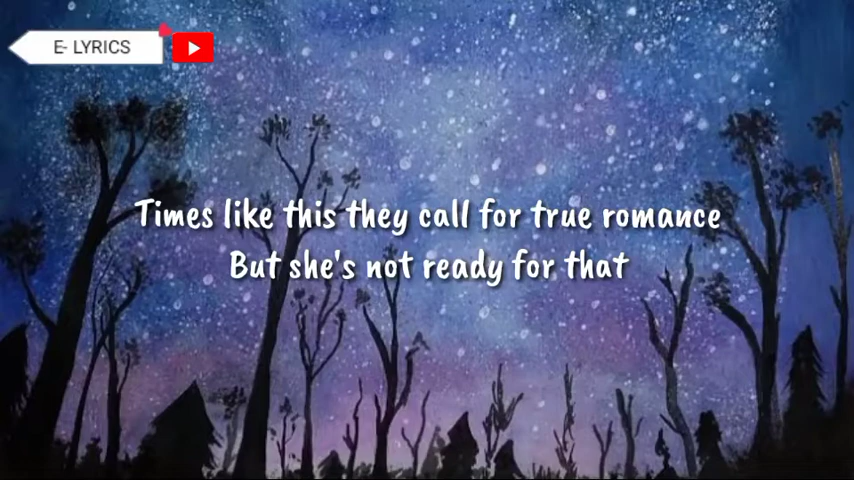 E- LYRICS
Times like this they call for true romance
But she's not ready for that